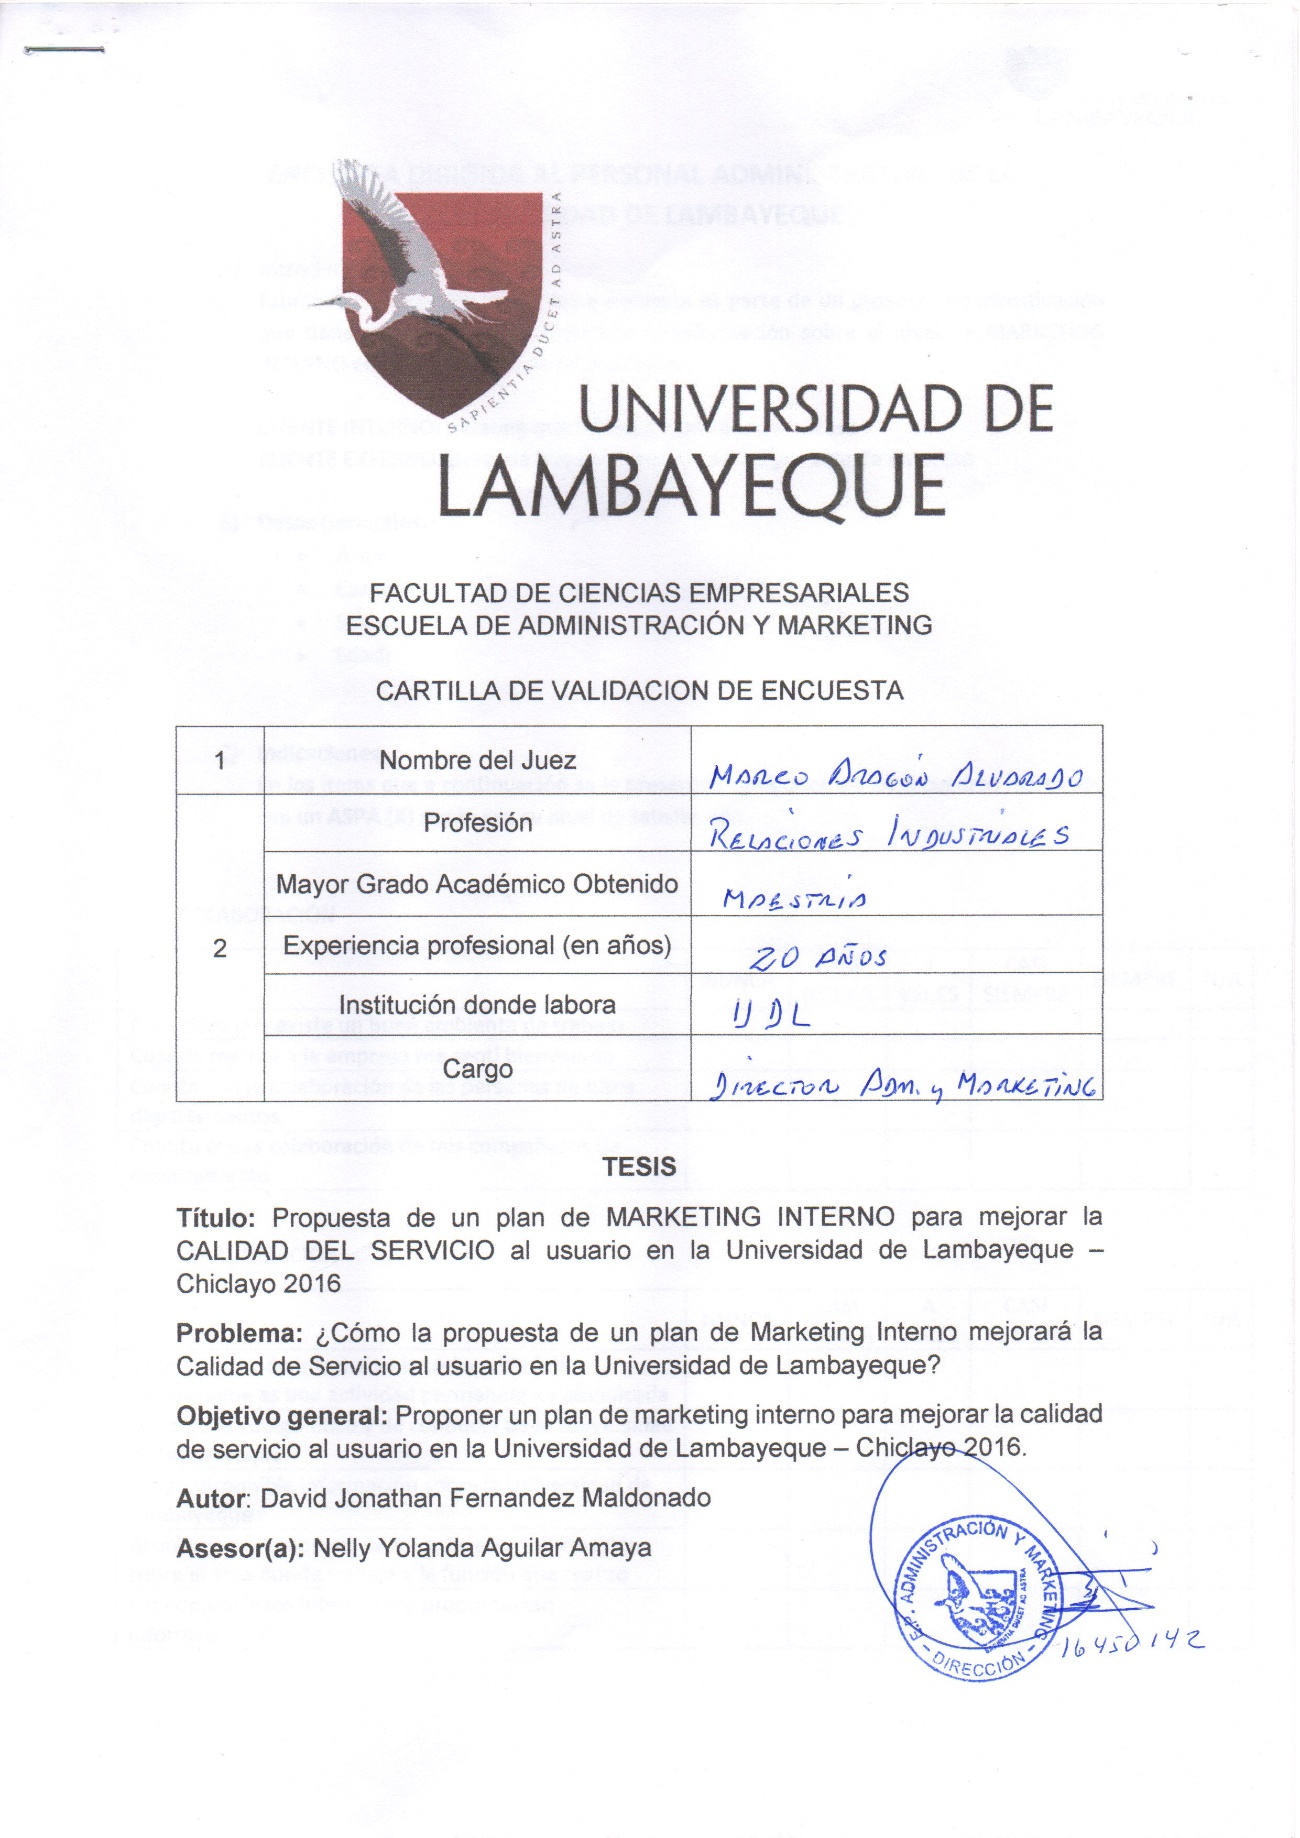 SAPIENTIA DUCET AD ASTRA
UNIVERSIDAD DE
LAMBAYEQUE
FACULTAD DE CIENCIAS EMPRESARIALES
ESCUELA DE ADMINISTRACIÓN Y MARKETING
CARTILLA DE VALIDACION DE ENCUESTA
1 Nombre del Juez MARCO ARAGÓN ALVARADO
2
Profesión RELACIONES INDUSTRIALES
Mayor Grado Académico Obtenido MAESTRÍA
Experiencia profesional (en años) 20 AÑOS
Institución donde labora UDL
Cargo DIRECTOR ADM. y MARKETING
TESIS
Título: Propuesta de un plan de MARKETING INTERNO para mejorar la
CALIDAD DEL SERVICIO al usuario en la Universidad de Lambayeque –
Chiclayo 2016
Problema: ¿Cómo la propuesta de un plan de Marketing Interno mejorará la
Calidad de Servicio al usuario en la Universidad de Lambayeque?
Objetivo general: Proponer un plan de marketing interno para mejorar la calidad
de servicio al usuario en la Universidad de Lambayeque – Chiclayo 2016.
Autor: David Jonathan Fernandez Maldonado
Asesor(a): Nelly Yolanda Aguilar Amaya
E.P. ADMINISTRACIÓN Y MARKETING
– DIRECCIÓN –
16450142